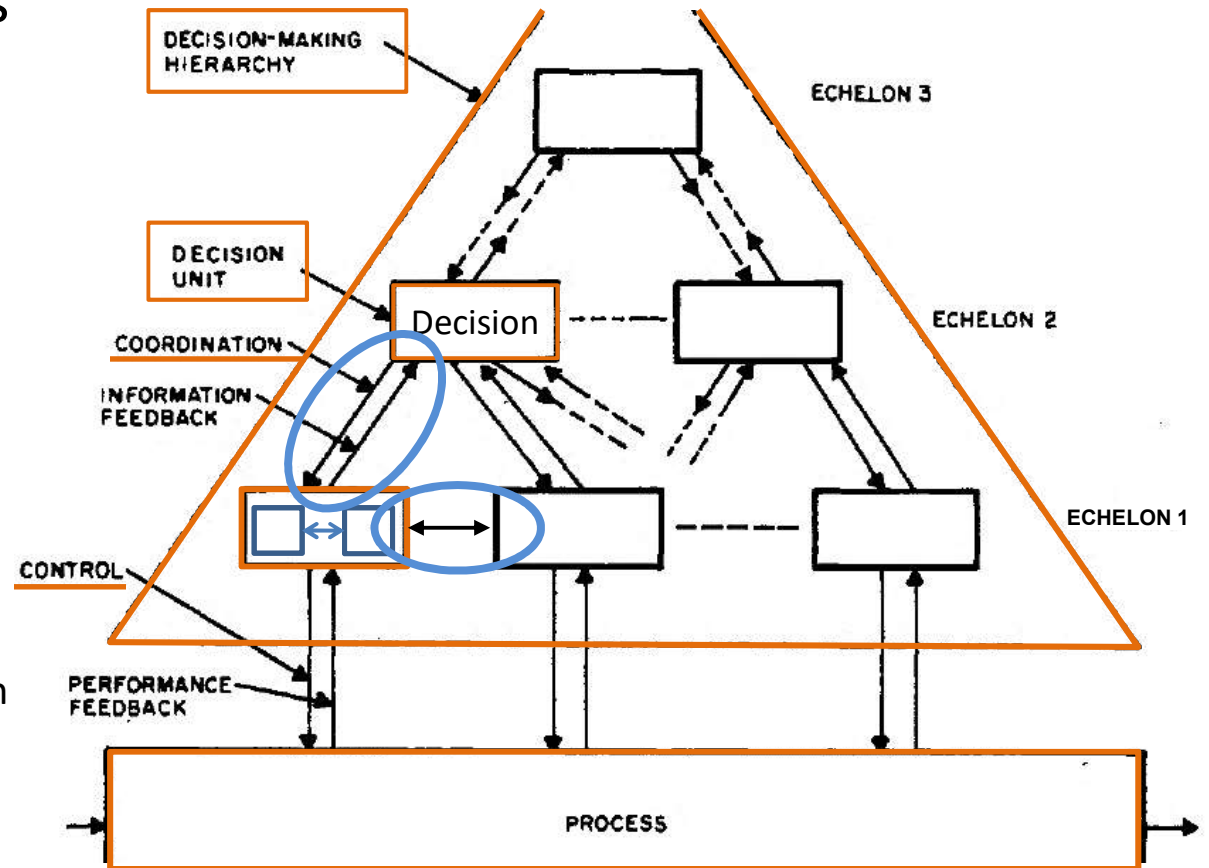 DECISION-MAKING
HIERARCHY
ECHELON 3
DECISION
UNIT
Decision
ECHELON 2
COORDINATION
INFORMATION
FEEDBACK
ECHELON 1
CONTROL
PERFORMANCE
FEEDBACK
PROCESS